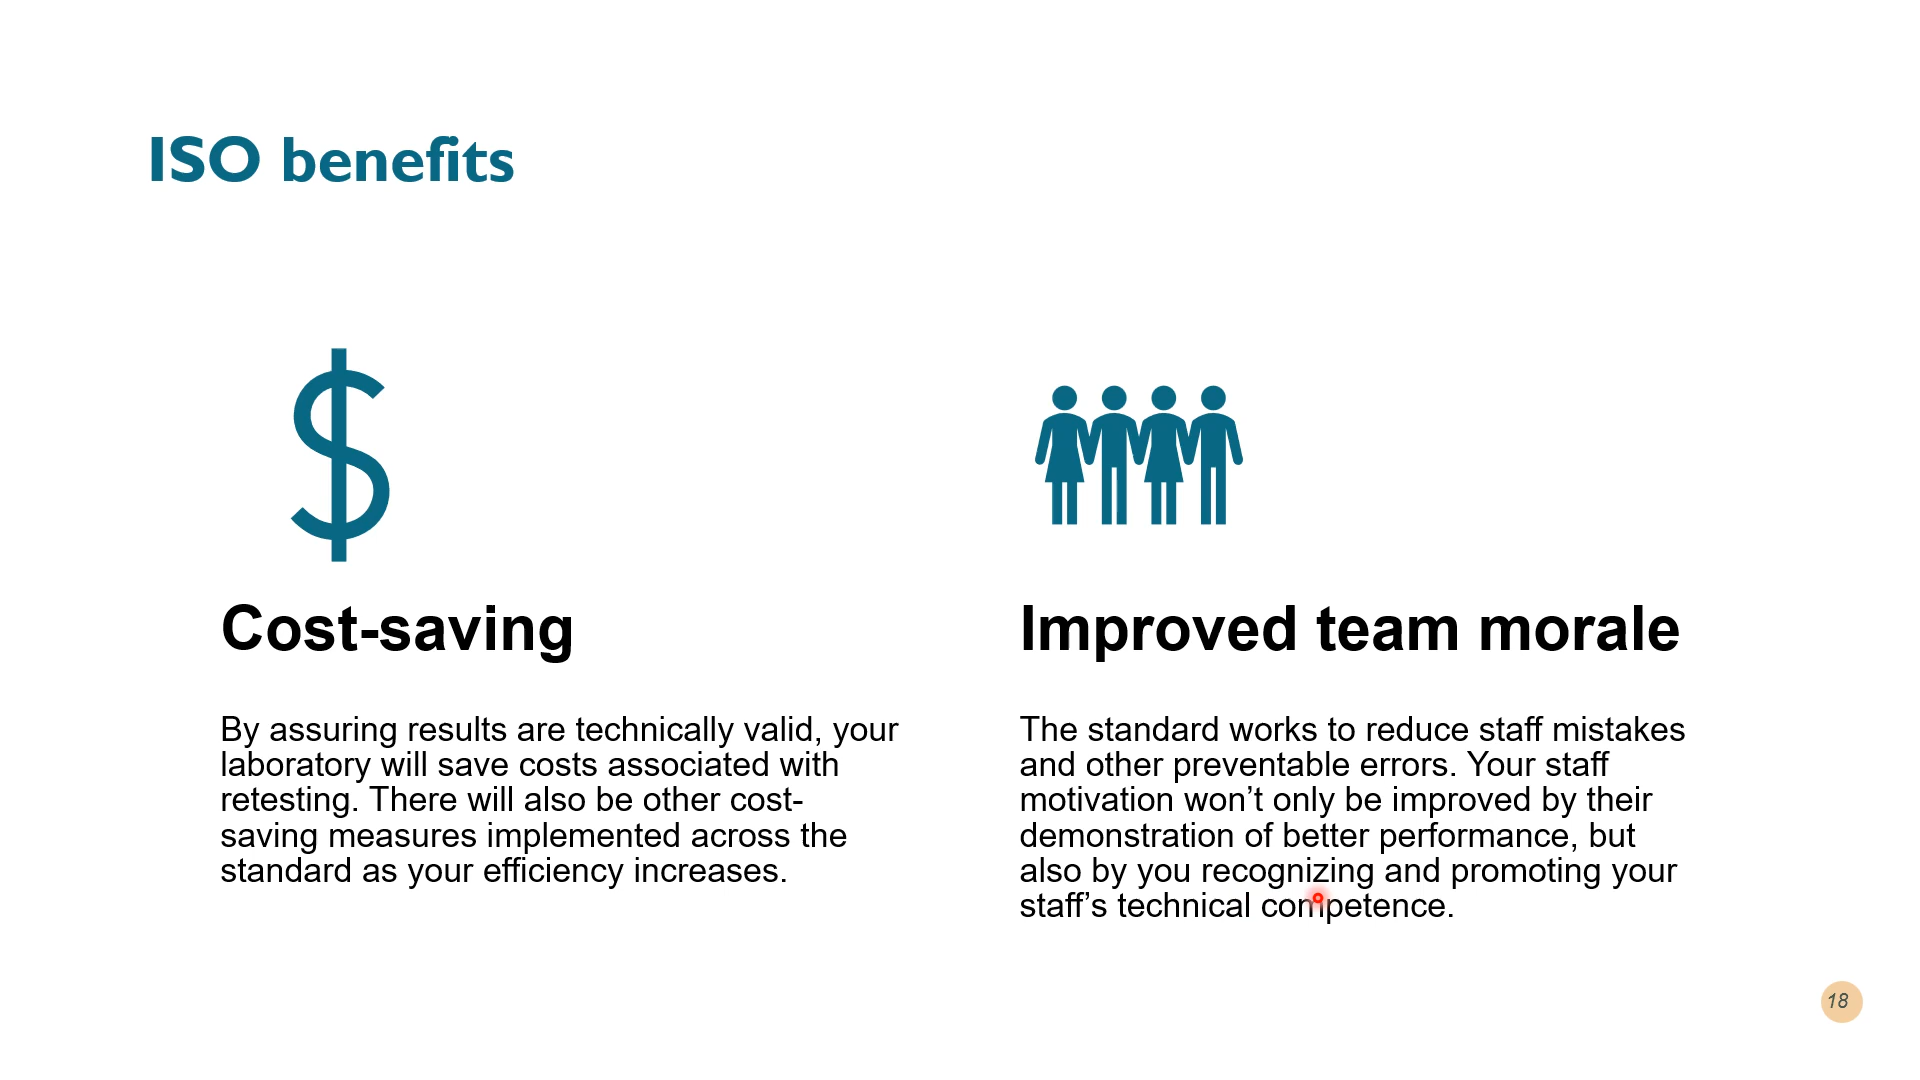 ISO benefits
Cost-saving
By assuring results are technically valid, your
laboratory will save costs associated with
retesting. There will also be other cost-
saving measures implemented across the
standard as your efficiency increases.
Improved team morale
The standard works to reduce staff mistakes
and other preventable errors. Your staff
motivation won’t only be improved by their
demonstration of better performance, but
also by you recognizing and promoting your
staff’s technical competence.
18